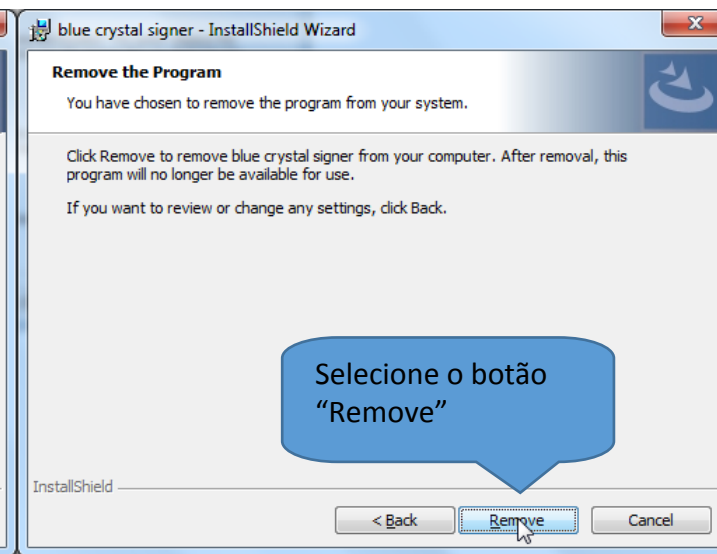 blue crystal signer - InstallShield Wizard
Remove the Program
You have chosen to remove the program from your system.
Click Remove to remove blue crystal signer from your computer. After removal, this
program will no longer be available for use.
If you want to review or change any settings, click Back.
Selecione o botão
“Remove”
InstallShield
< Back Remove Cancel